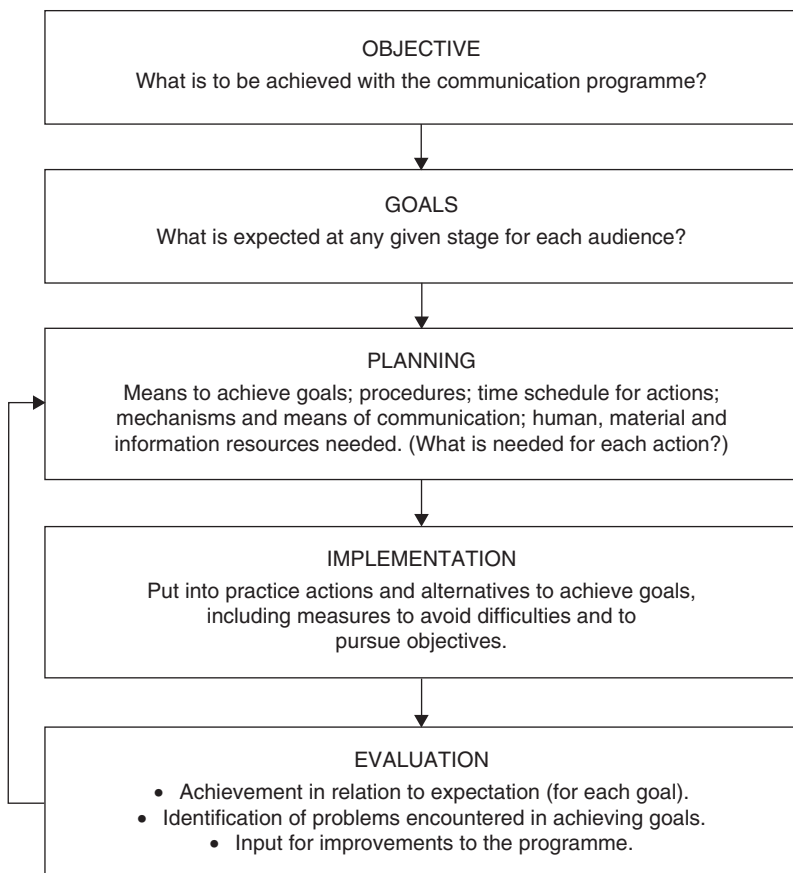 OBJECTIVE
What is to be achieved with the communication programme?
GOALS
What is expected at any given stage for each audience?
PLANNING
Means to achieve goals; procedures; time schedule for actions;
mechanisms and means of communication; human, material and
information resources needed. (What is needed for each action?)
IMPLEMENTATION
Put into practice actions and alternatives to achieve goals,
including measures to avoid difficulties and to
pursue objectives.
EVALUATION
• Achievement in relation to expectation (for each goal).
• Identification of problems encountered in achieving goals.
• Input for improvements to the programme.